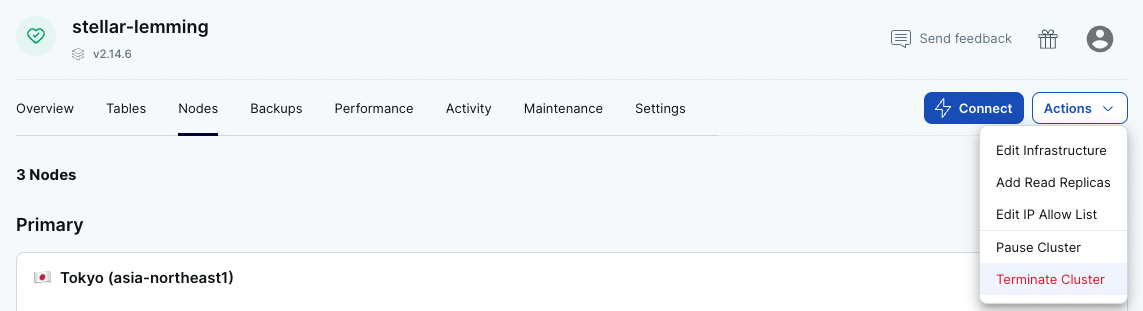 stellar-lemming
v2.14.6
Send feedback
Overview Tables Nodes Backups Performance Activity Maintenance Settings Connect Actions
Edit Infrastructure
Add Read Replicas
Edit IP Allow List
Pause Cluster
Terminate Cluster
3 Nodes
Primary
Tokyo (asia-northeast1)